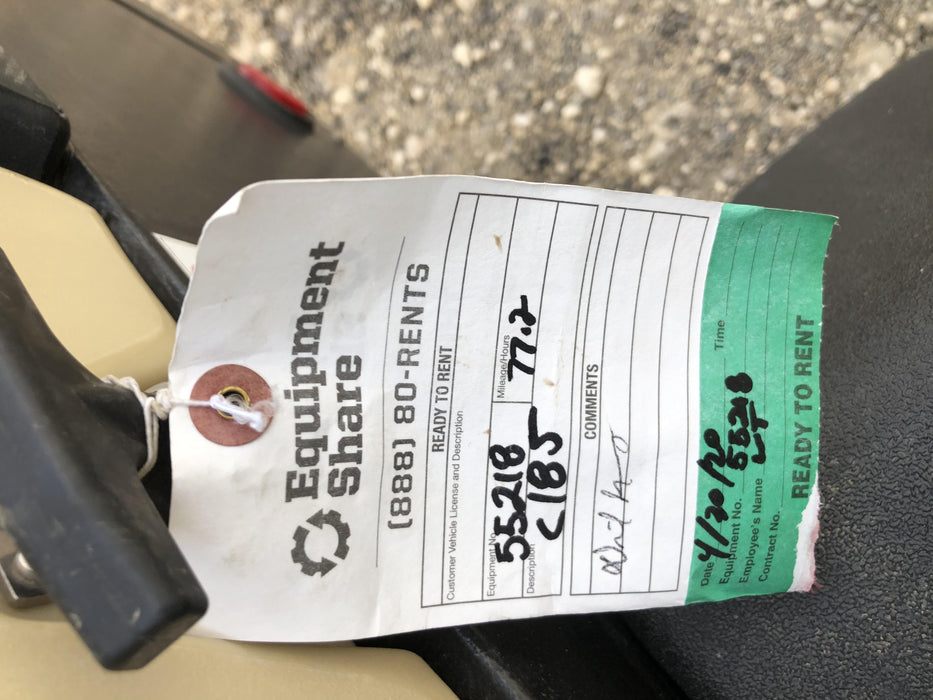 Equipment
Share
(888) 80-RENTS
READY TO RENT
Customer Vehicle License and Description
Equipment No.
55218
Mileage/Hours
77.2
Description
C185
COMMENTS
Date 4/20/20 Time
Equipment No. 55218
Employee's Name
Contract No.
READY TO RENT